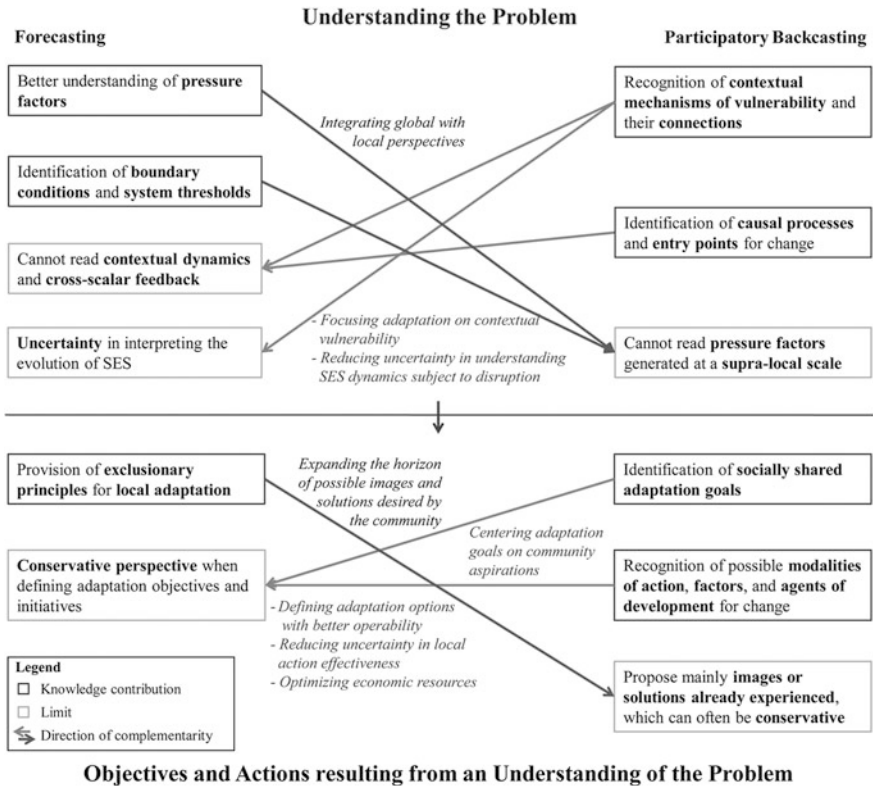 Understanding the Problem
Forecasting
Participatory Backcasting
Better understanding of pressure
factors
Recognition of contextual
mechanisms of vulnerability and
their connections
Integrating global with
local perspectives
Identification of boundary
conditions and system thresholds
Identification of causal processes
and entry points for change
Cannot read contextual dynamics
and cross-scalar feedback
- Focusing adaptation on contextual
vulnerability
- Reducing uncertainty in understanding
SES dynamics subject to disruption
Uncertainty in interpreting the
evolution of SES
Cannot read pressure factors
generated at a supra-local scale
Provision of exclusionary
principles for local adaptation
Expanding the horizon
of possible images and
solutions desired by
the community
Identification of socially shared
adaptation goals
Centering adaptation
goals on community
aspirations
Conservative perspective when
defining adaptation objectives and
initiatives
Recognition of possible modalities
of action, factors, and agents of
development for change
- Defining adaptation options
with better operability
- Reducing uncertainty in local
action effectiveness
- Optimizing economic resources
Propose mainly images or
solutions already experienced,
which can often be conservative
Legend
Knowledge contribution
Limit
Direction of complementarity
Objectives and Actions resulting from an Understanding of the Problem